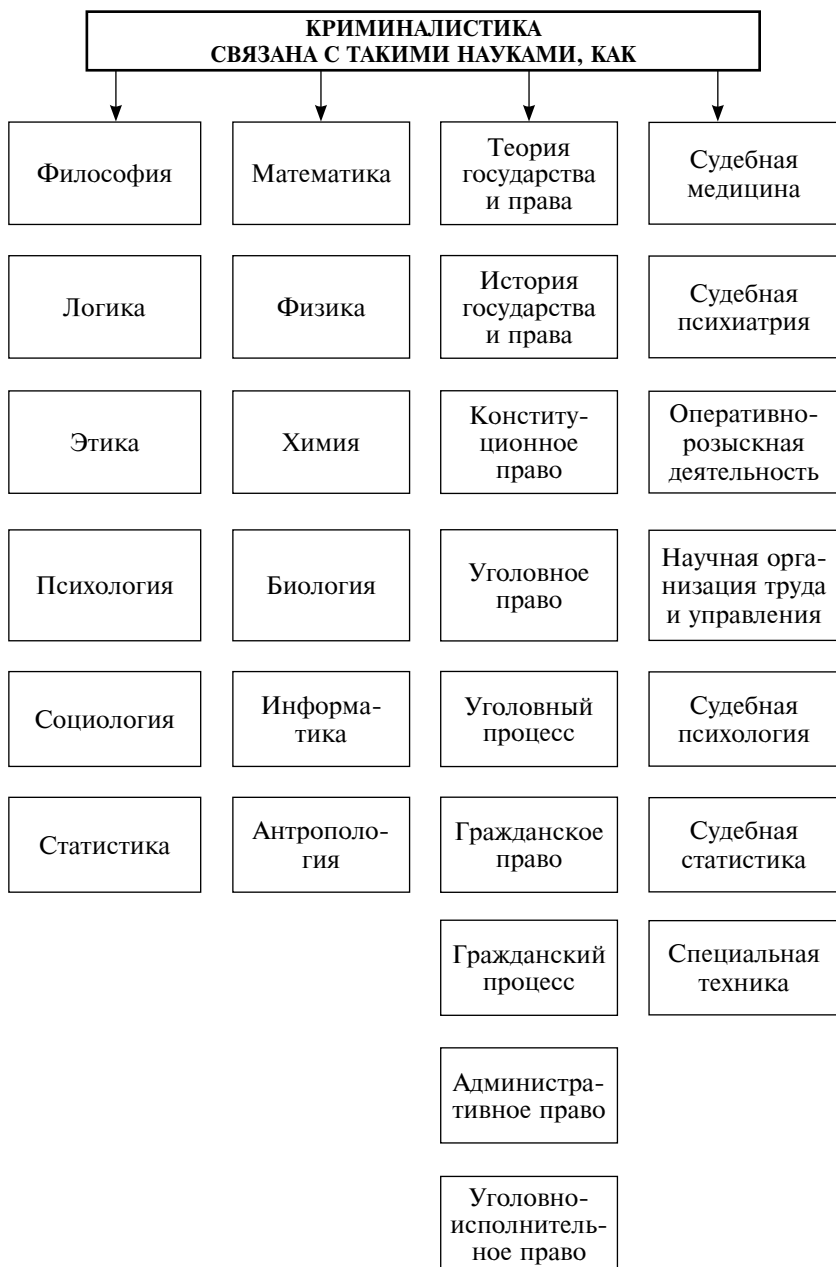 КРИМИНАЛИСТИКА
СВЯЗАНА С ТАКИМИ НАУКАМИ, КАК
Философия
Логика
Этика
Психология
Социология
Статистика
Математика
Физика
Химия
Биология
Информа-
тика
Антрополо-
гия
Теория
государства
и права
История
государства
и права
Конститу-
ционное
право
Уголовное
право
Уголовный
процесс
Гражданское
право
Гражданский
процесс
Администра-
тивное право
Уголовно-
исполнитель-
ное право
Судебная
медицина
Судебная
психиатрия
Оперативно-
розыскная
деятельность
Научная орга-
низация труда
и управления
Судебная
психология
Судебная
статистика
Специальная
техника